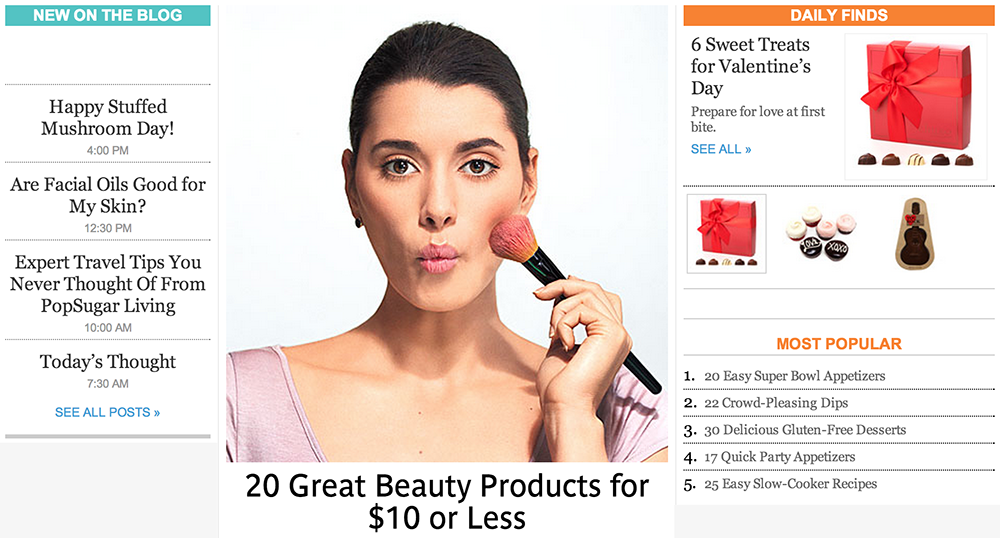 NEW ON THE BLOG
Happy Stuffed
Mushroom Day!
4:00 PM
Are Facial Oils Good for
My Skin?
12:30 PM
Expert Travel Tips You
Never Thought Of From
PopSugar Living
10:00 AM
Today's Thought
7:30 AM
SEE ALL POSTS »
20 Great Beauty Products for
$10 or Less
DAILY FINDS
6 Sweet Treats
for Valentine's
Day
Prepare for love at first
bite.
SEE ALL »
XOXO
MOST POPULAR
1. 20 Easy Super Bowl Appetizers
2. 22 Crowd-Pleasing Dips
3. 30 Delicious Gluten-Free Desserts
4. 17 Quick Party Appetizers
5. 25 Easy Slow-Cooker Recipes